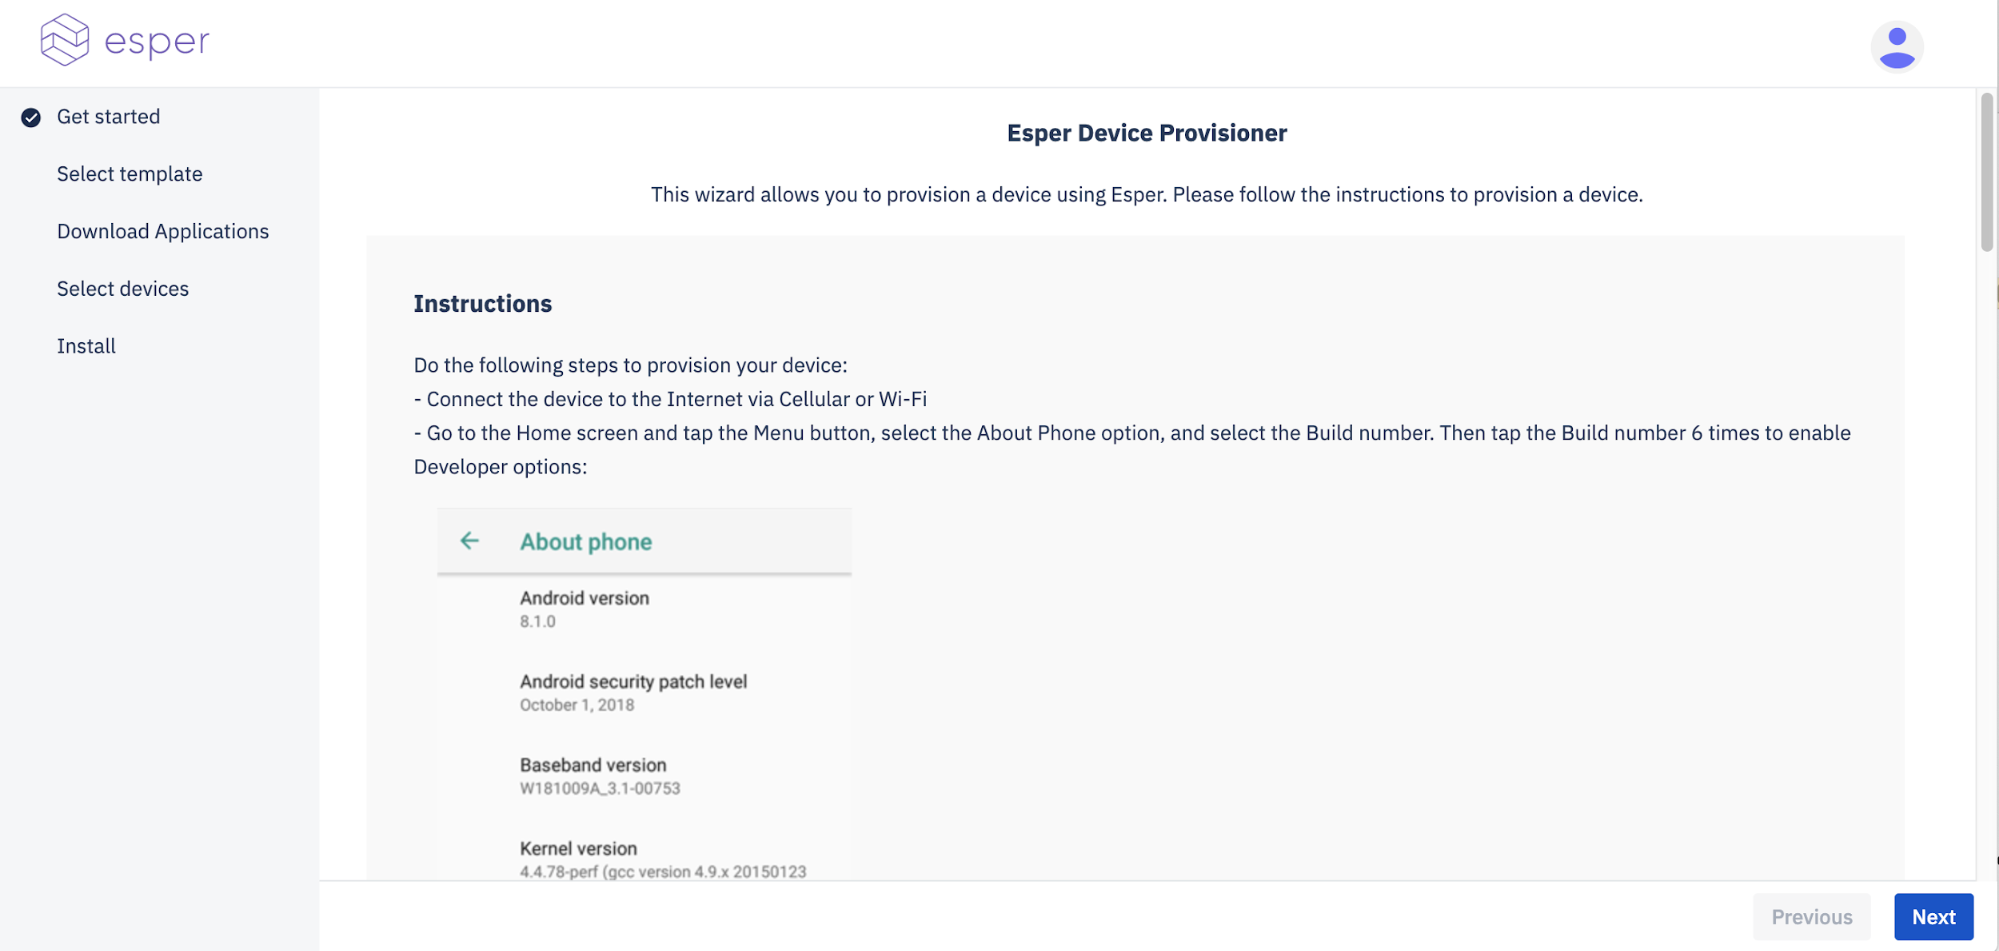 esper
Get started
Select template
Download Applications
Select devices
Install
Esper Device Provisioner
This wizard allows you to provision a device using Esper. Please follow the instructions to provision a device.
Instructions
Do the following steps to provision your device:
- Connect the device to the Internet via Cellular or Wi-Fi
- Go to the Home screen and tap the Menu button, select the About Phone option, and select the Build number. Then tap the Build number 6 times to enable
Developer options:
About phone
Android version
8.1.0
Android security patch level
October 1, 2018
Baseband version
W181009A_3.1-00753
Kernel version
4.4.78-perf (gcc version 4.9.x 20150123
Previous
Next